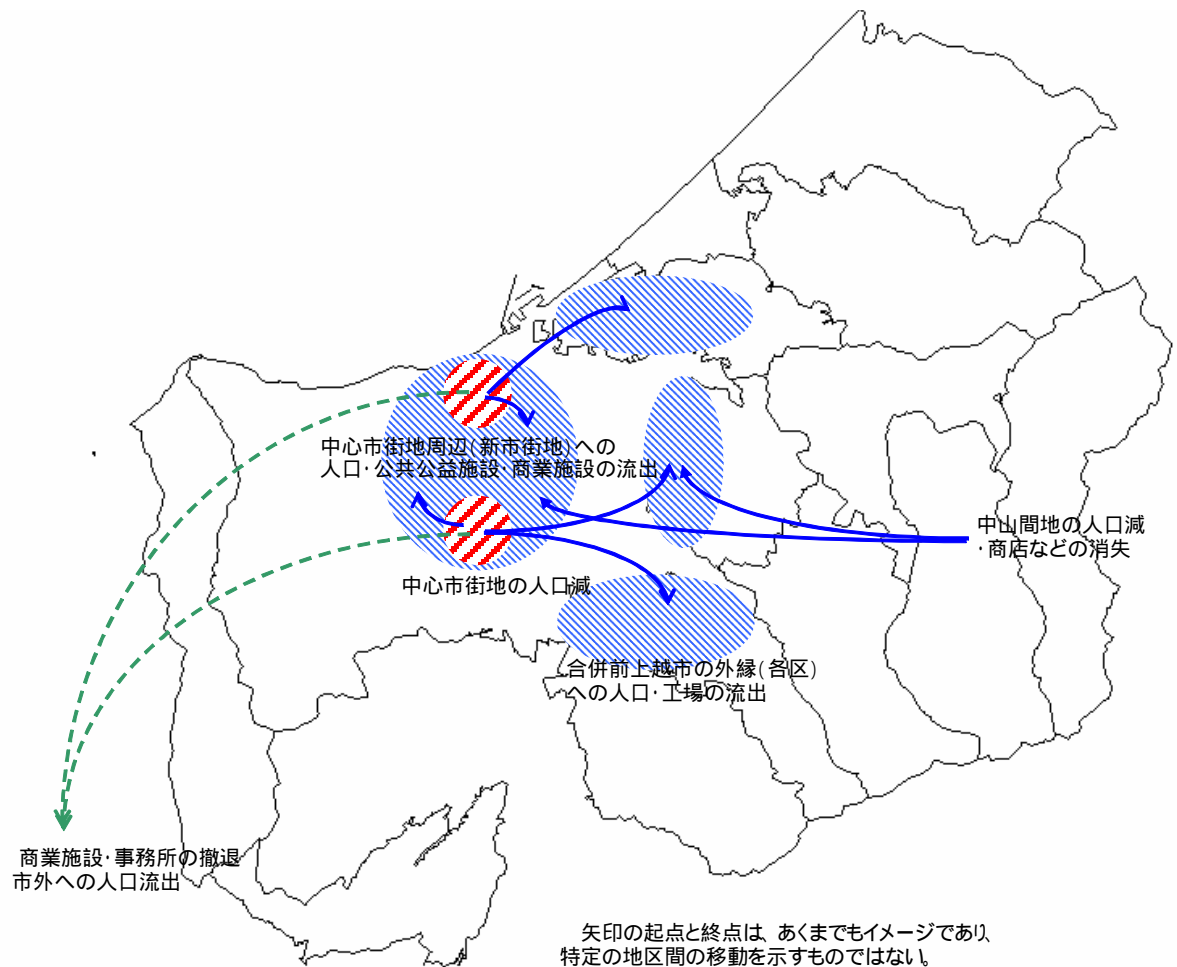 中心市街地周辺(新市街地)への
人口・公共公益施設・商業施設の流出
中山間地の人口減
・商店などの消失
中心市街地の人口減
合併前上越市の外縁(各区)
への人口・工場の流出
商業施設・事務所の撤退
市外への人口流出
矢印の起点と終点は、あくまでもイメージであり、
特定の地区間の移動を示すものではない。